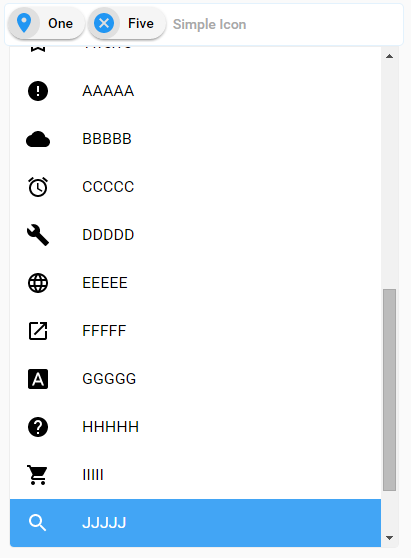 One Five Simple Icon
AAAAA
BBBBB
CCCCC
DDDDD
EEEEE
FFFFF
GGGGG
HHHHH
IIIII
JJJJJ